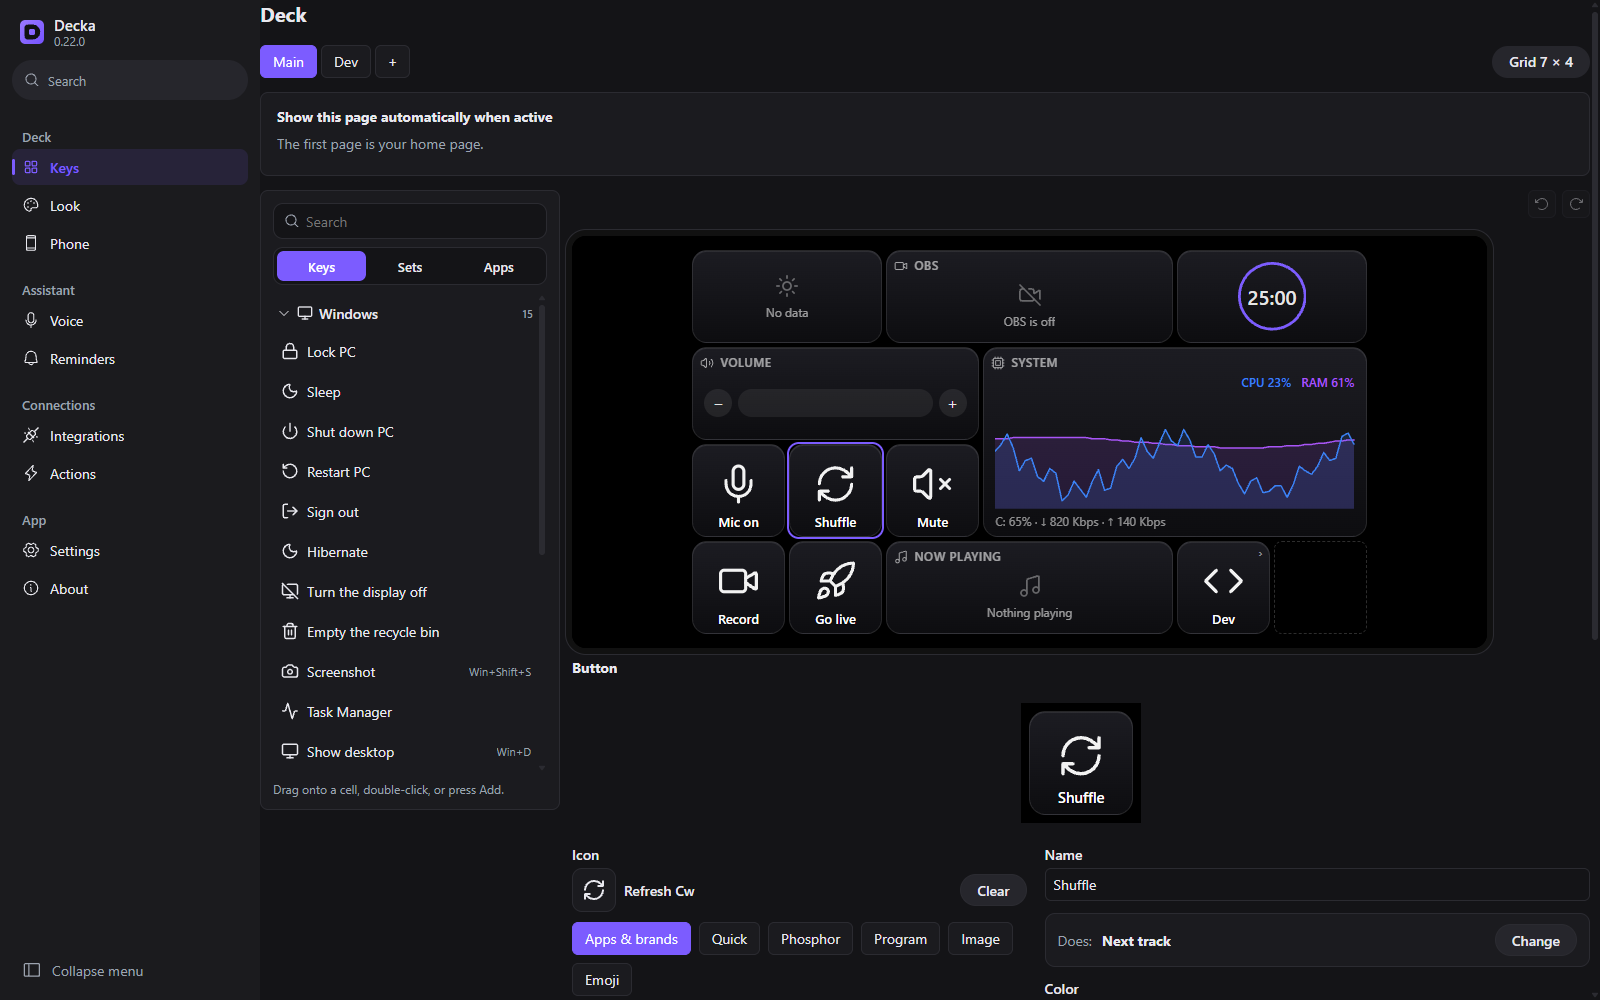 Decka
0.22.0
Search
Deck
Keys
Look
Phone
Assistant
Voice
Reminders
Connections
Integrations
Actions
App
Settings
About
Collapse menu
Deck
Main
Dev
+
Grid 7 × 4
Show this page automatically when active
The first page is your home page.
Search
Keys
Sets
Apps
Windows
15
Lock PC
Sleep
Shut down PC
Restart PC
Sign out
Hibernate
Turn the display off
Empty the recycle bin
Screenshot
Win+Shift+S
Task Manager
Show desktop
Win+D
Drag onto a cell, double-click, or press Add.
No data
OBS
OBS is off
25:00
VOLUME
−
+
SYSTEM
CPU 23% RAM 61%
C: 65% · ↓ 820 Kbps · ↑ 140 Kbps
Mic on
Shuffle
Mute
Record
Go live
NOW PLAYING
Nothing playing
Dev
Button
Shuffle
Icon
Refresh Cw
Clear
Apps & brands
Quick
Phosphor
Program
Image
Emoji
Name
Shuffle
Does: Next track
Change
Color